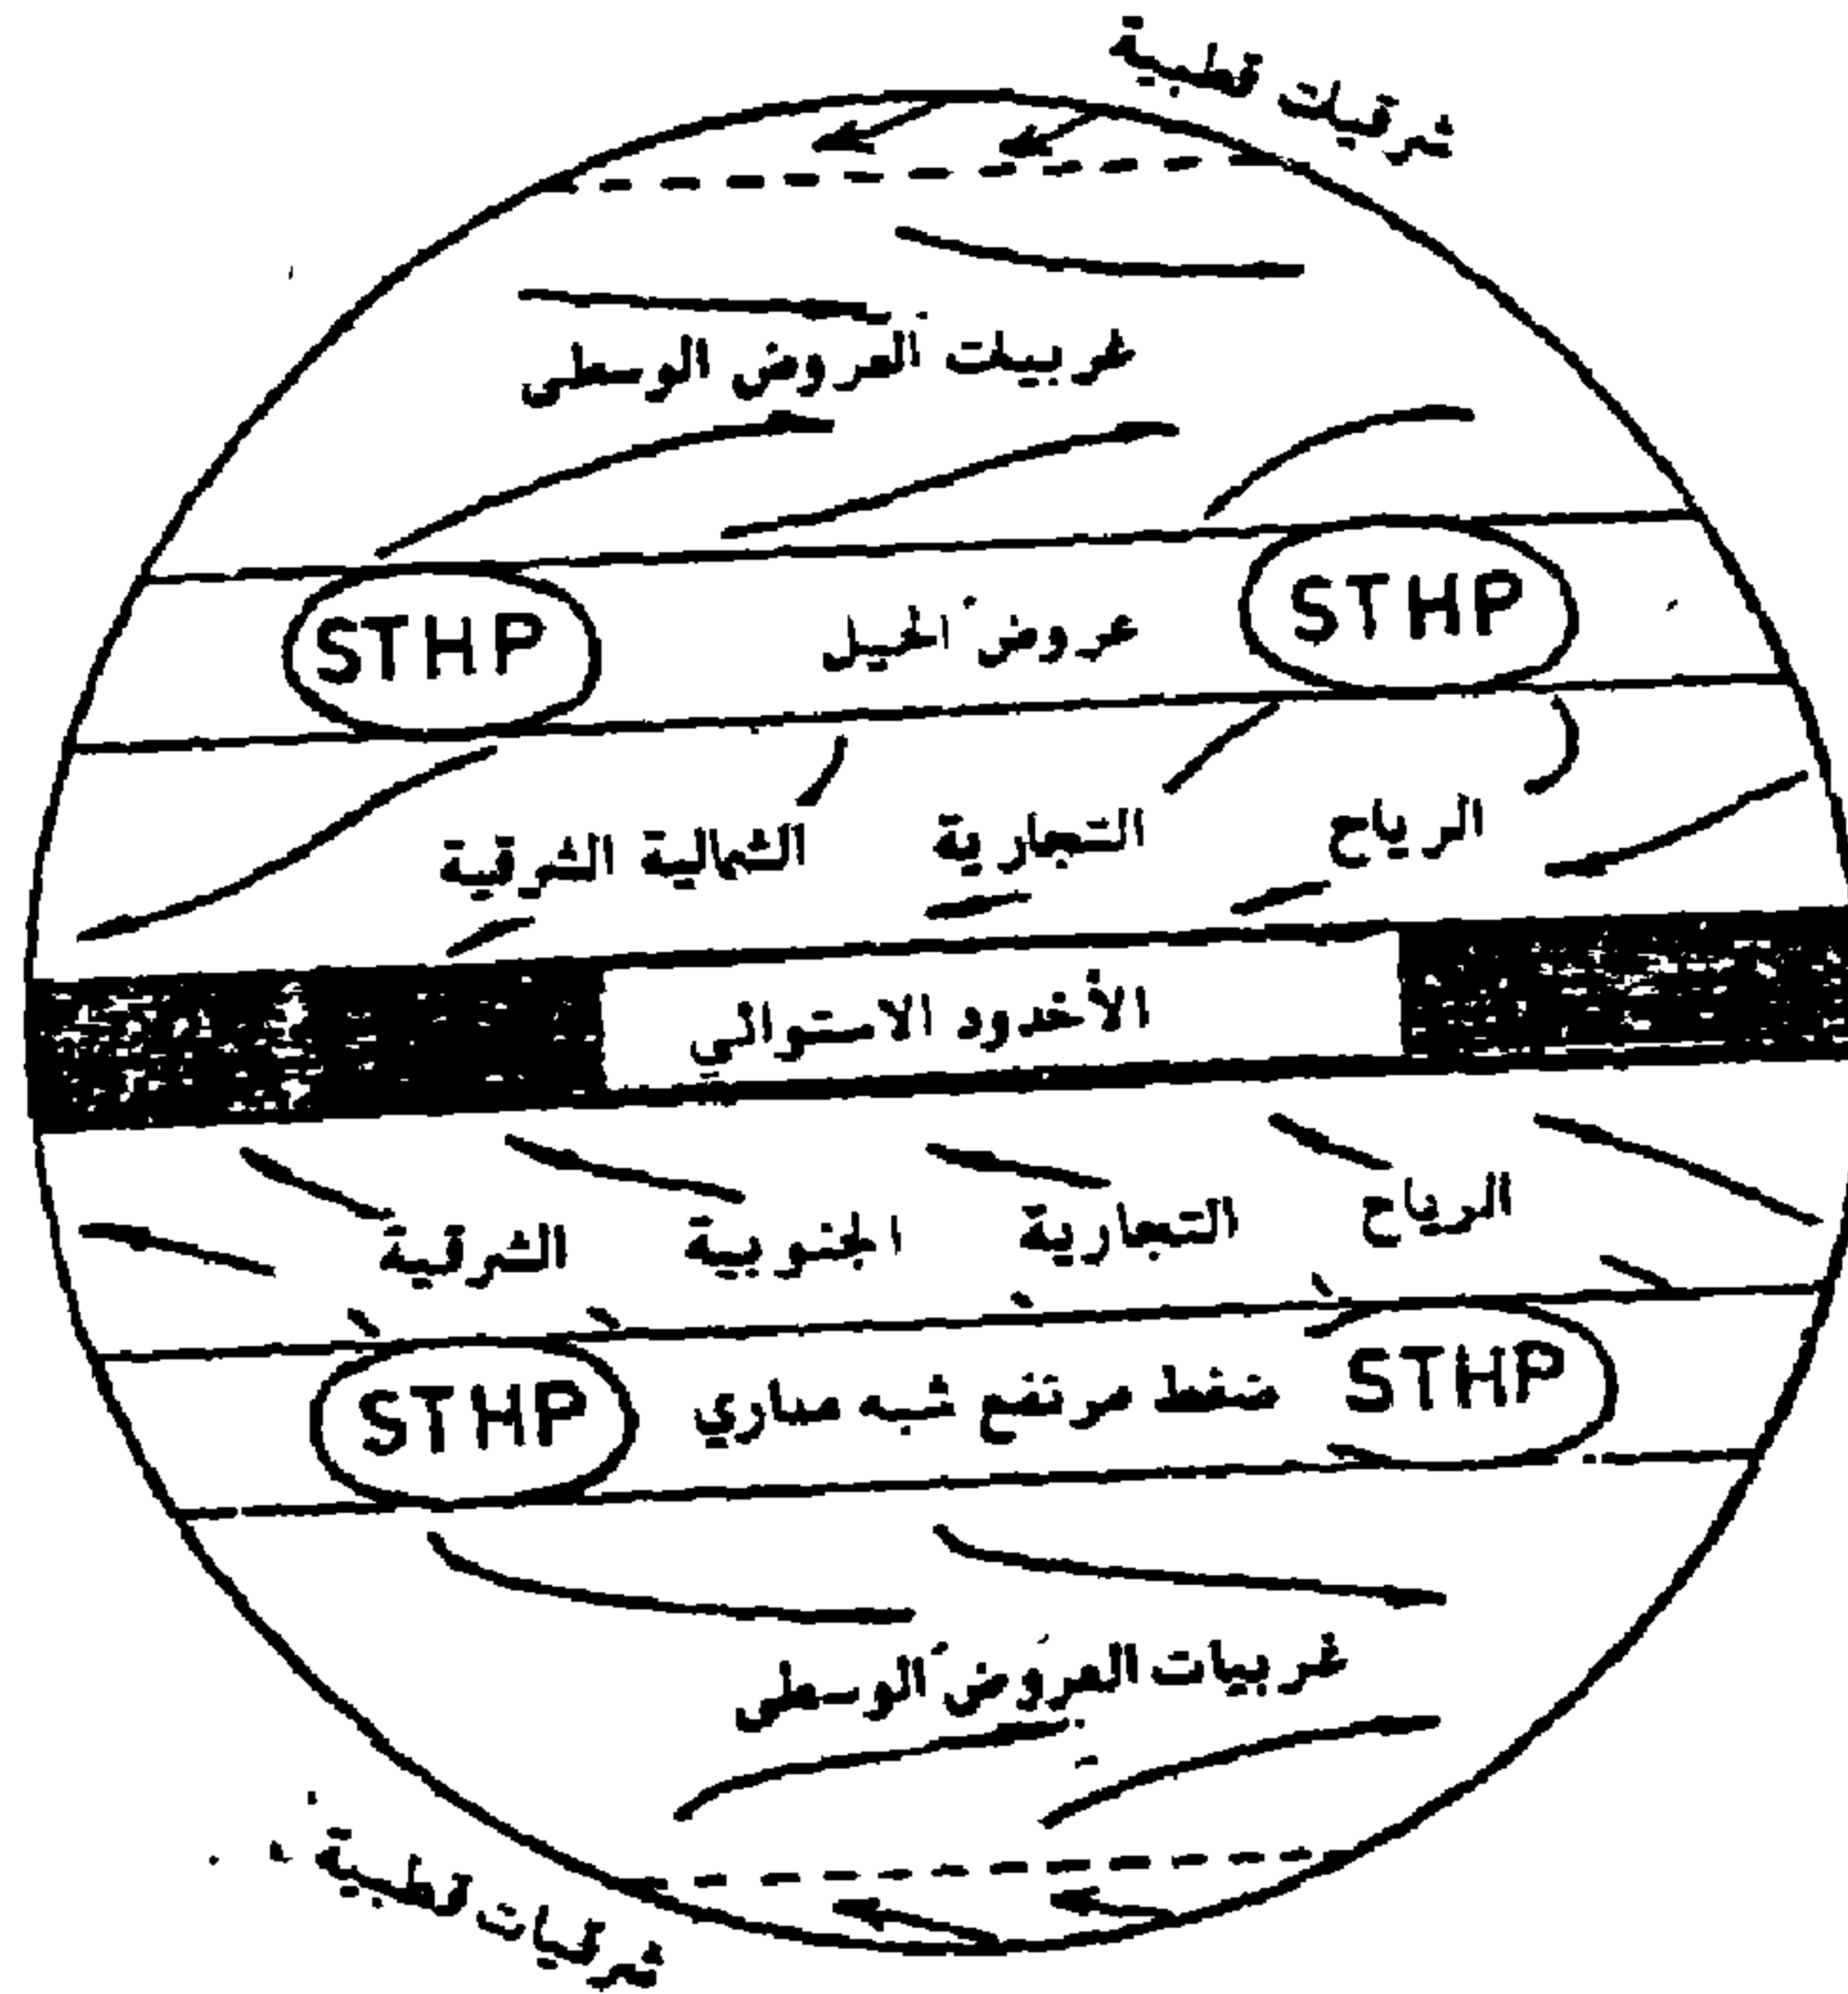 شرقيات قطبية
غربيات العروض الوسطى
STHP عروض الخيل STHP
الرياح التجارية الشمالية الشرقية
الأخدود الاستوائي
الرياح التجارية الجنوبية الشرقية
STHP ضغط مرتفع شبه مداري STHP
غربيات العروض الوسطى
شرقيات قطبية